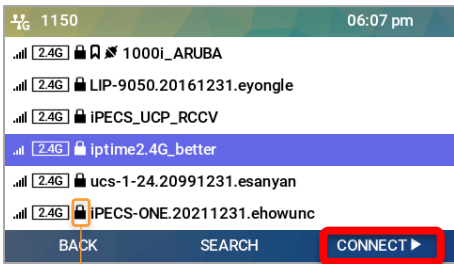 1150 06:07 pm
2.4G 1000i_ARUBA
2.4G LIP-9050.20161231.eyongle
2.4G iPECS_UCP_RCCV
2.4G iptime2.4G_better
2.4G ucs-1-24.20991231.esanyan
2.4G iPECS-ONE.20211231.ehowunc
BACK SEARCH CONNECT ▶